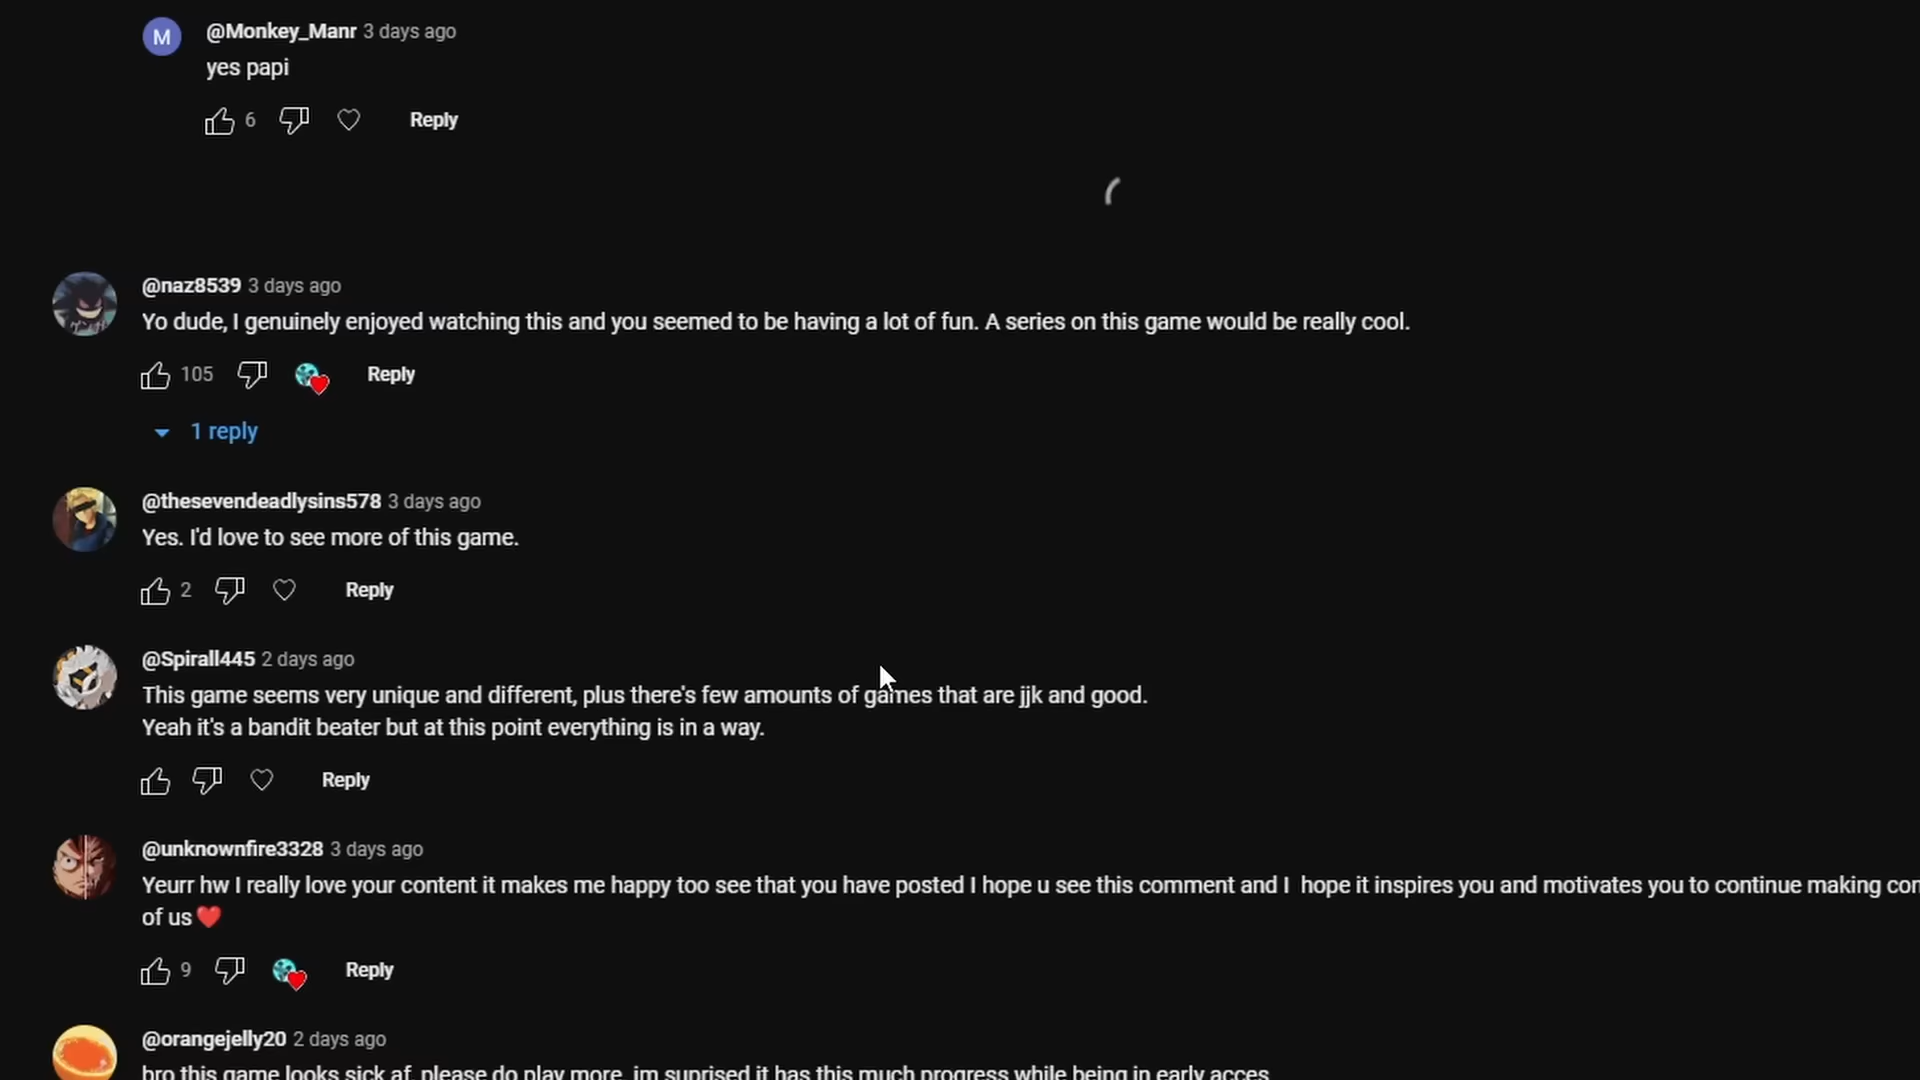 M
@Monkey_Manr 3 days ago
yes papi
6
Reply
@naz8539 3 days ago
Yo dude, I genuinely enjoyed watching this and you seemed to be having a lot of fun. A series on this game would be really cool.
105
Reply
1 reply
@thesevendeadlysins578 3 days ago
Yes. I'd love to see more of this game.
2
Reply
@Spirall445 2 days ago
This game seems very unique and different, plus there's few amounts of games that are jjk and good.
Yeah it's a bandit beater but at this point everything is in a way.
Reply
@unknownfire3328 3 days ago
Yeurr hw I really love your content it makes me happy too see that you have posted I hope u see this comment and I  hope it inspires you and motivates you to continue making con
of us ❤️
9
Reply
@orangejelly20 2 days ago
bro this game looks sick af, please do play more, im suprised it has this much progress while being in early acces